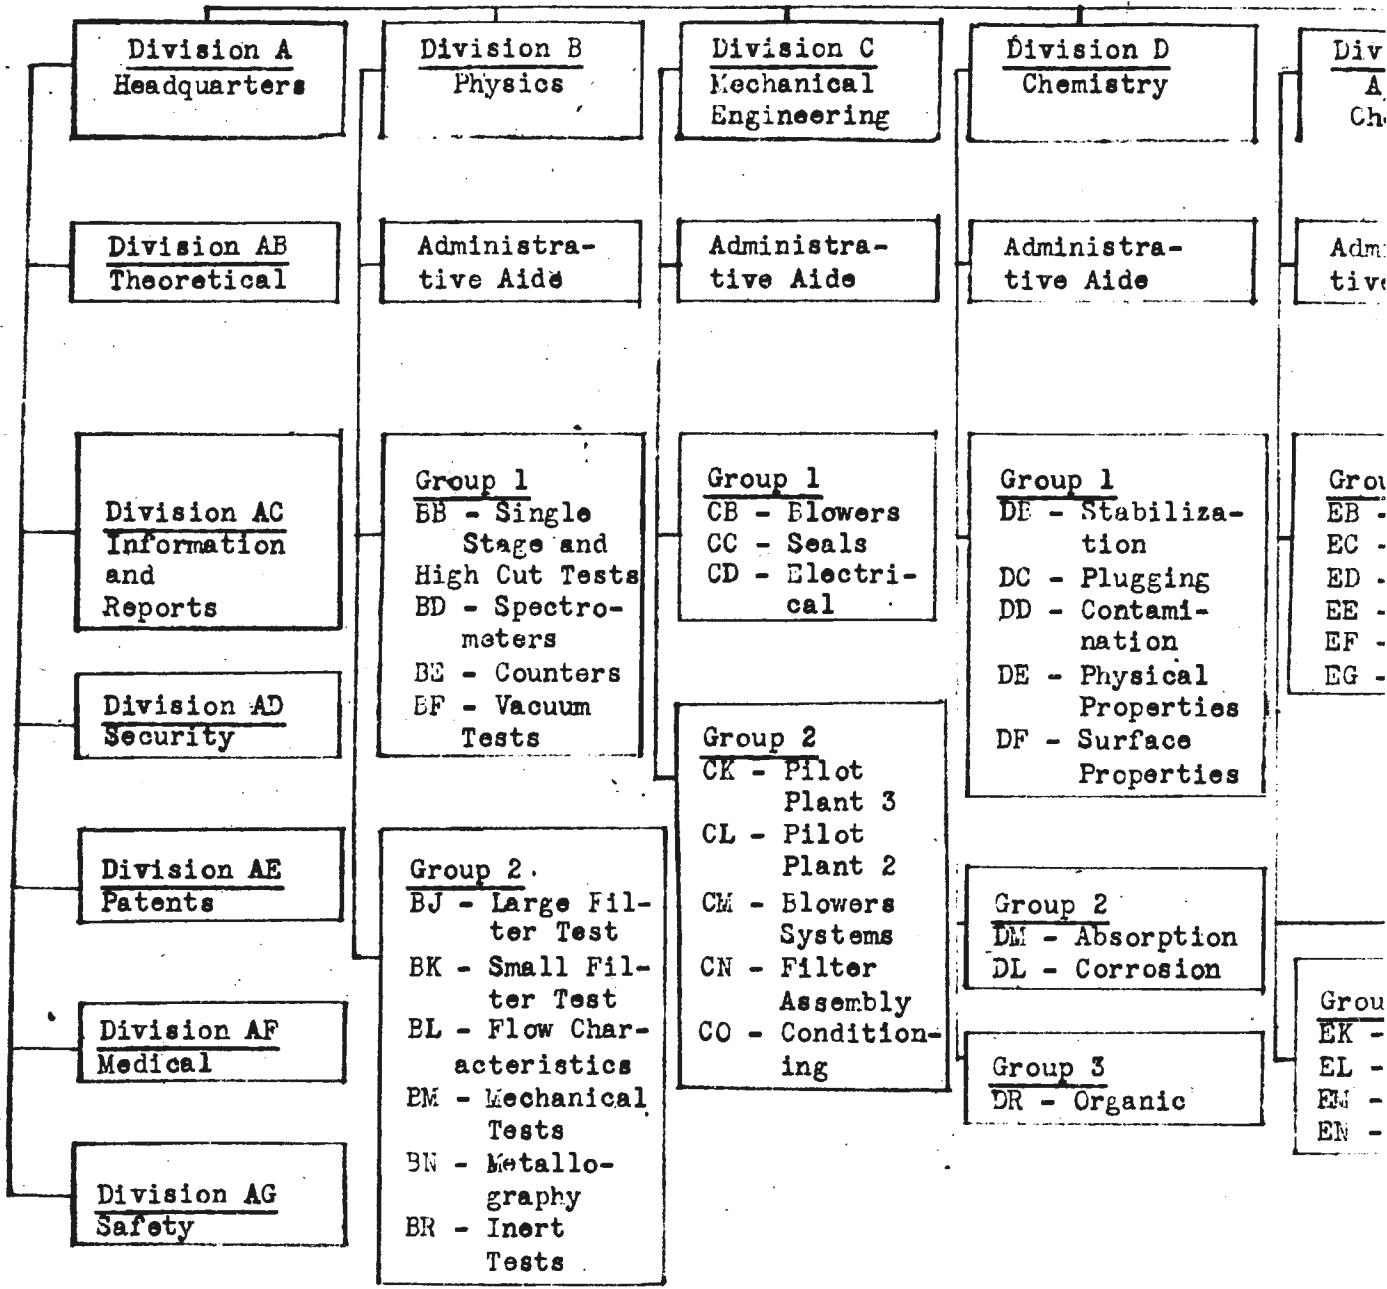 Division A
Headquarters
Division AB
Theoretical
Division AC
Information
and
Reports
Division AD
Security
Division AE
Patents
Division AF
Medical
Division AG
Safety
Division B
Physics
Administra-
tive Aide
Group 1
BB - Single
Stage and
High Cut Tests
BD - Spectro-
meters
BE - Counters
BF - Vacuum
Tests
Group 2
BJ - Large Fil-
ter Test
BK - Small Fil-
ter Test
BL - Flow Char-
acteristics
BM - Mechanical
Tests
BN - Metallo-
graphy
BR - Inert
Tests
Division C
Mechanical
Engineering
Administra-
tive Aide
Group 1
CB - Blowers
CC - Seals
CD - Electri-
cal
Group 2
CK - Pilot
Plant 3
CL - Pilot
Plant 2
CM - Blowers
Systems
CN - Filter
Assembly
CO - Condition-
ing
Division D
Chemistry
Administra-
tive Aide
Group 1
DB - Stabiliza-
tion
DC - Plugging
DD - Contami-
nation
DE - Physical
Properties
DF - Surface
Properties
Group 2
DM - Absorption
DL - Corrosion
Group 3
DR - Organic
Div
A
Ch
Adm
tive
Grou
EB -
EC -
ED -
EE -
EF -
EG -
Grou
EK -
EL -
EM -
EN -